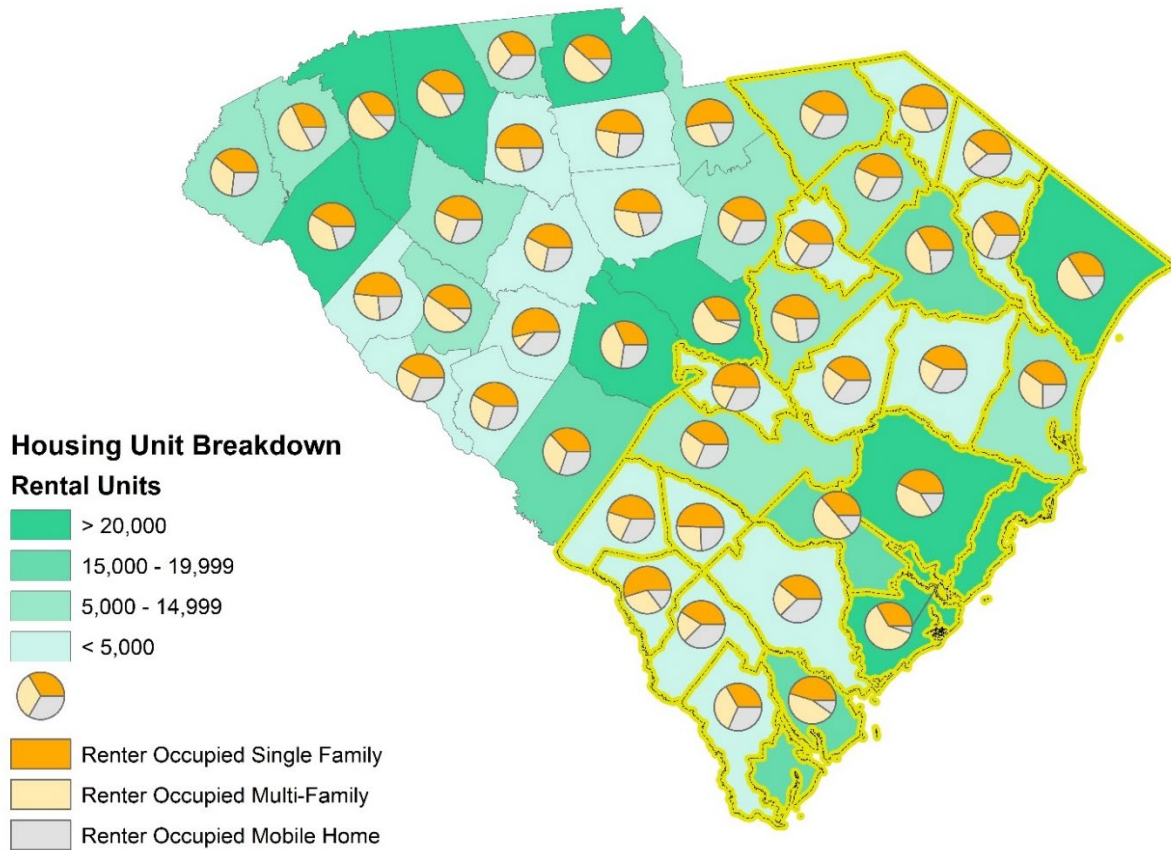 Housing Unit Breakdown
Rental Units
> 20,000
15,000 - 19,999
5,000 - 14,999
< 5,000
Renter Occupied Single Family
Renter Occupied Multi-Family
Renter Occupied Mobile Home